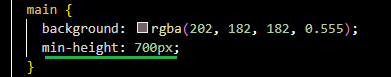 main {
background: rgba(202, 182, 182, 0.555);
min-height: 700px;
}